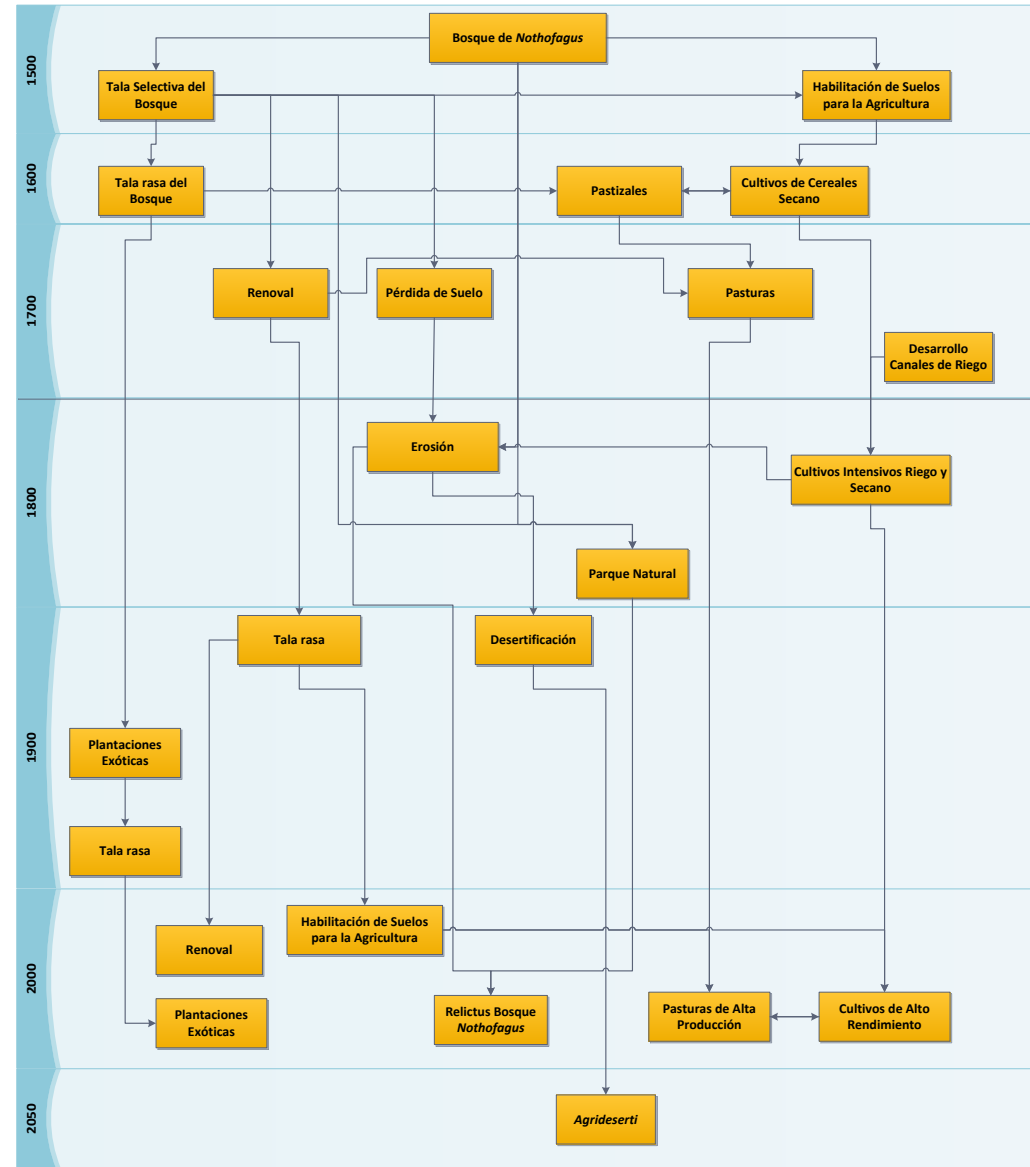 1500
Bosque de Nothofagus
Tala Selectiva del
Bosque
Habilitación de Suelos
para la Agricultura
1600
Tala rasa del
Bosque
Pastizales
Cultivos de Cereales
Secano
1700
Renoval
Pérdida de Suelo
Pasturas
Desarrollo
Canales de Riego
1800
Erosión
Cultivos Intensivos Riego y
Secano
Parque Natural
1900
Tala rasa
Desertificación
Plantaciones
Exóticas
Tala rasa
2000
Habilitación de Suelos
para la Agricultura
Renoval
Plantaciones
Exóticas
Relictus Bosque
Nothofagus
Pasturas de Alta
Producción
Cultivos de Alto
Rendimiento
2050
Agrideserti